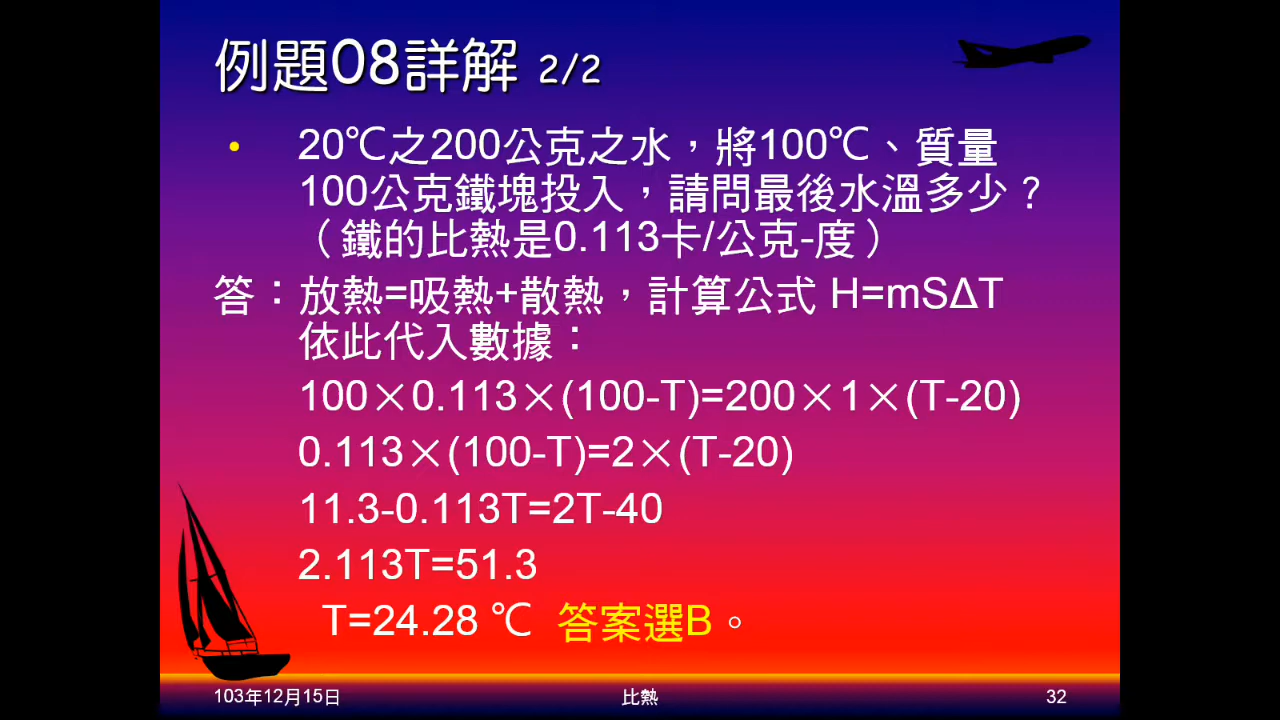 例題08詳解 2/2
• 20℃之200公克之水，將100℃、質量
100公克鐵塊投入，請問最後水溫多少？
（鐵的比熱是0.113卡/公克-度）
答：放熱=吸熱+散熱，計算公式 H=mSΔT
依此代入數據：
100×0.113×(100-T)=200×1×(T-20)
0.113×(100-T)=2×(T-20)
11.3-0.113T=2T-40
2.113T=51.3
T=24.28 ℃ 答案選B。
103年12月15日 比熱 32